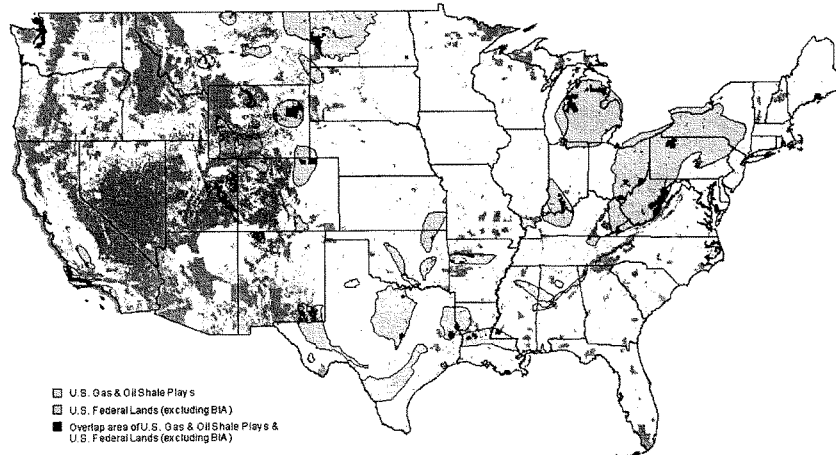 U.S. Gas & Oil Shale Plays
U.S. Federal Lands (excluding BIA)
Overlap area of U.S. Gas & Oil Shale Plays &
U.S. Federal Lands (excluding BIA)